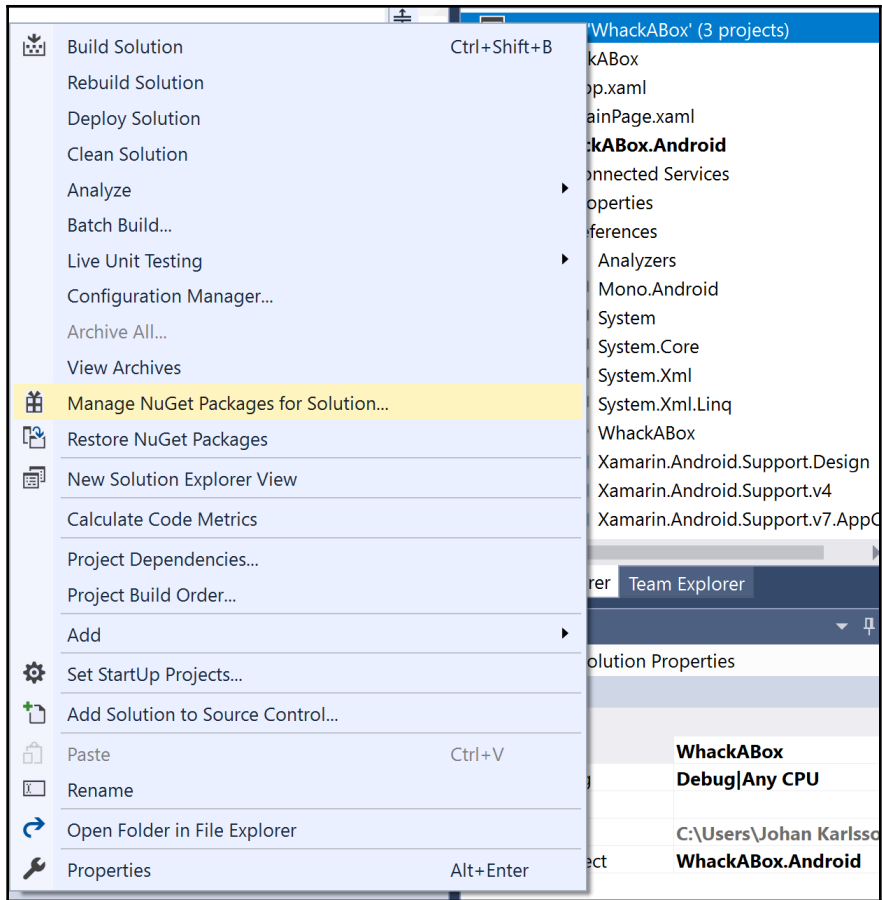 Build Solution Ctrl+Shift+B
Rebuild Solution
Deploy Solution
Clean Solution
Analyze
Batch Build...
Live Unit Testing
Configuration Manager...
Archive All...
View Archives
Manage NuGet Packages for Solution...
Restore NuGet Packages
New Solution Explorer View
Calculate Code Metrics
Project Dependencies...
Project Build Order...
Add
Set StartUp Projects...
Add Solution to Source Control...
Paste Ctrl+V
Rename
Open Folder in File Explorer
Properties Alt+Enter
'WhackABox' (3 projects)
kABox
pp.xaml
ainPage.xaml
ckABox.Android
onnected Services
operties
ferences
Analyzers
Mono.Android
System
System.Core
System.Xml
System.Xml.Linq
WhackABox
Xamarin.Android.Support.Design
Xamarin.Android.Support.v4
Xamarin.Android.Support.v7.AppC
rer Team Explorer
olution Properties
WhackABox
g Debug|Any CPU
C:\Users\Johan Karlsso
ect WhackABox.Android